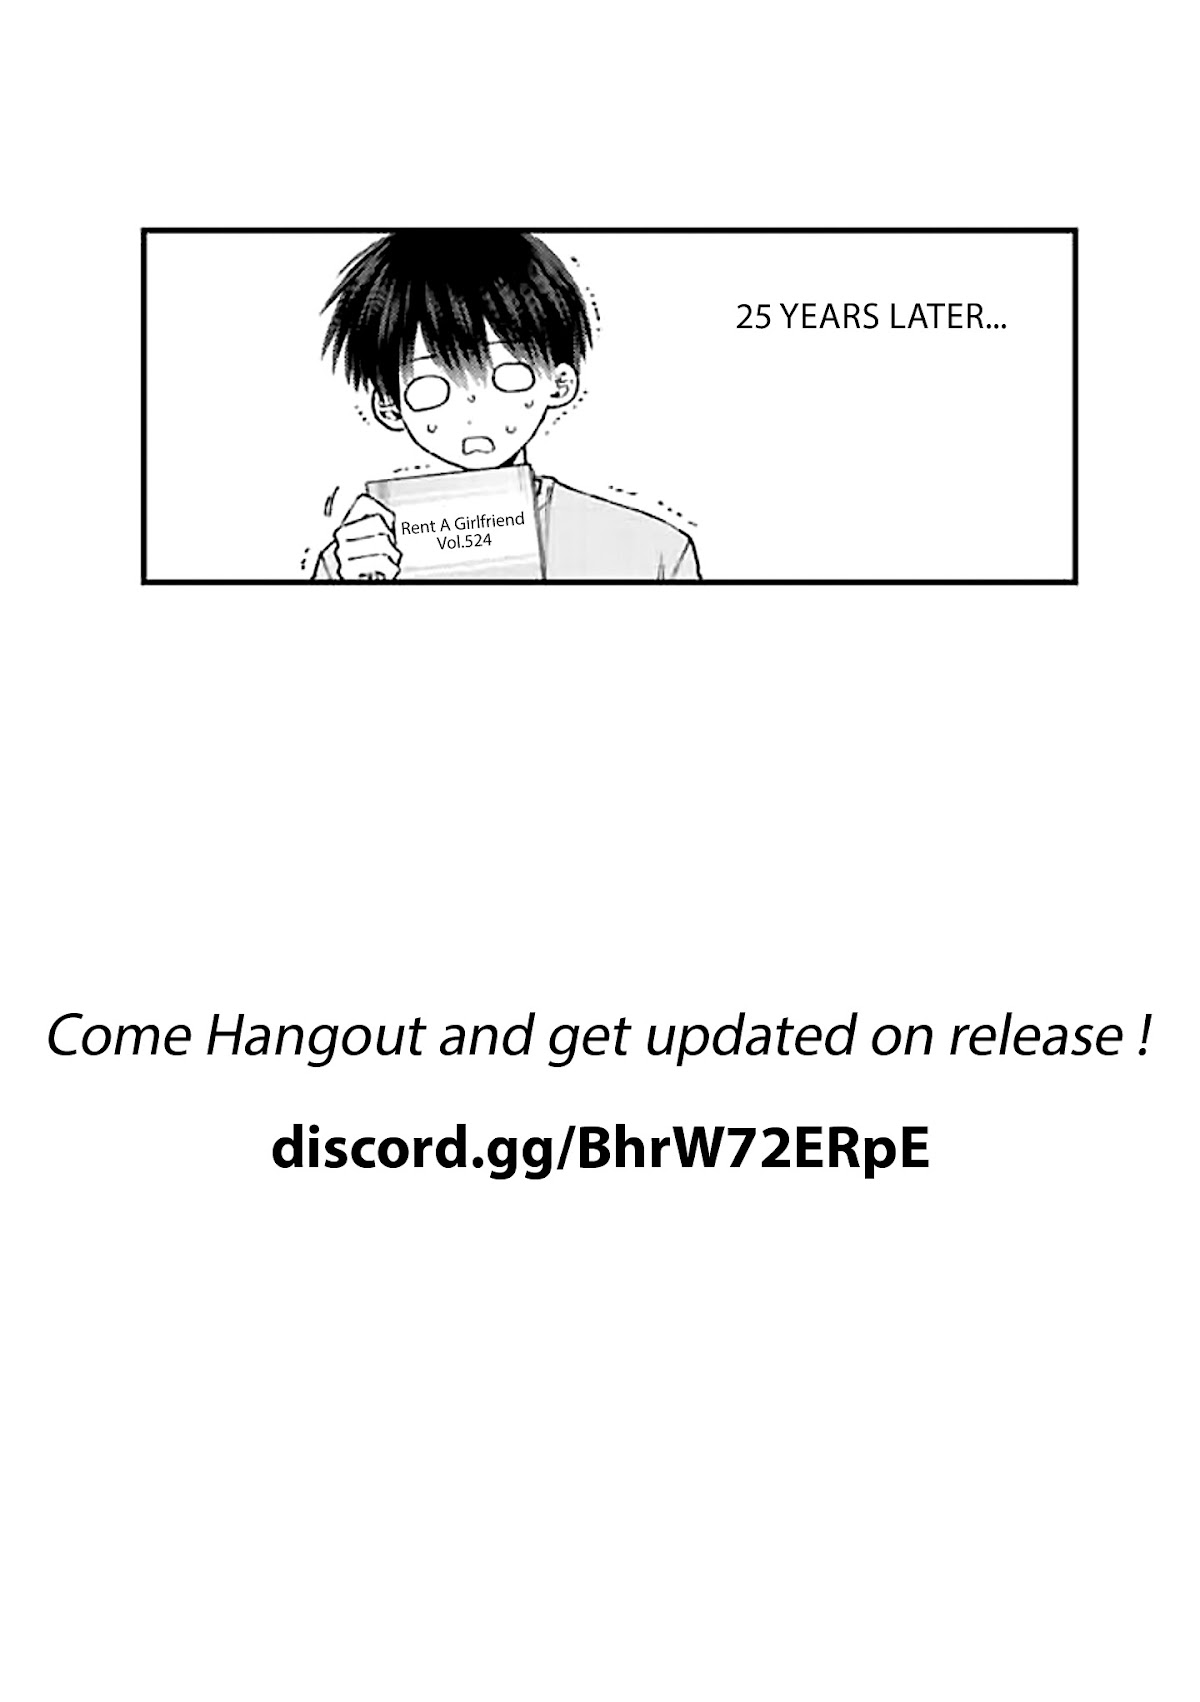 25 YEARS LATER...
Rent A Girlfriend
Vol.524
Come Hangout and get updated on release !
discord.gg/BhrW72ERpE